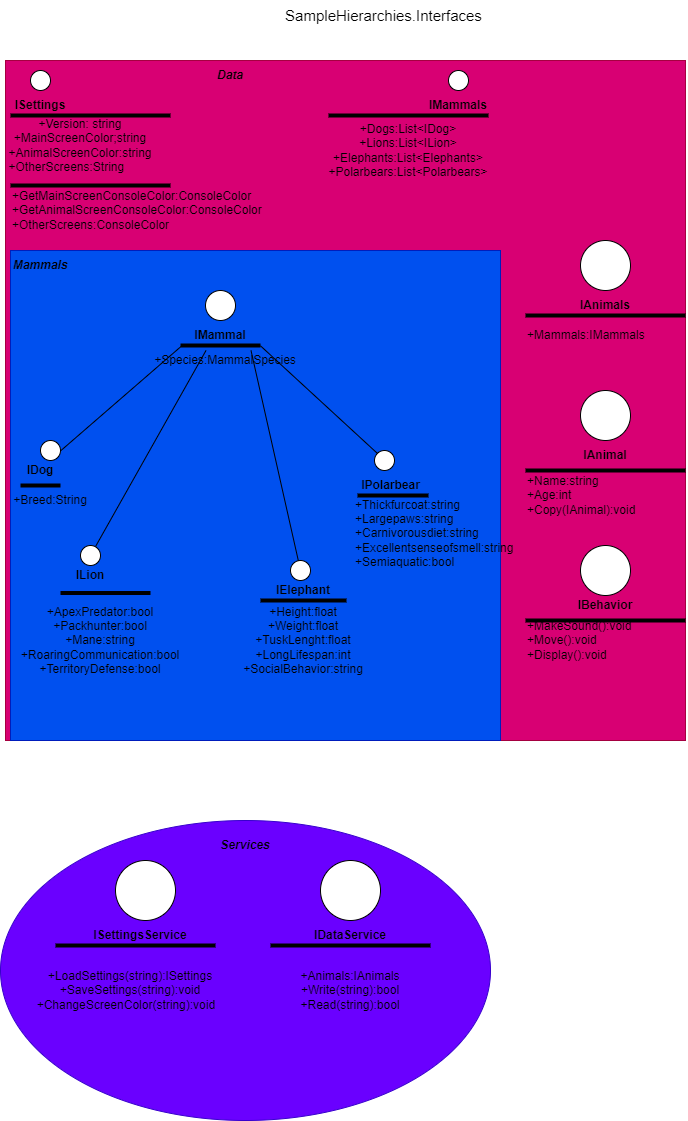 SampleHierarchies.Interfaces
Data
ISettings
+Version: string
+MainScreenColor:string
+AnimalScreenColor:string
+OtherScreens:String
+GetMainScreenConsoleColor:ConsoleColor
+GetAnimalScreenConsoleColor:ConsoleColor
+OtherScreens:ConsoleColor
IMammals
+Dogs:List<IDog>
+Lions:List<ILion>
+Elephants:List<Elephants>
+Polarbears:List<Polarbears>
Mammals
IMammal
+Species:MammalSpecies
IDog
+Breed:String
ILion
+ApexPredator:bool
+Packhunter:bool
+Mane:string
+RoaringCommunication:bool
+TerritoryDefense:bool
IElephant
+Height:float
+Weight:float
+TuskLenght:float
+LongLifespan:int
+SocialBehavior:string
IPolarbear
+Thickfurcoat:string
+Largepaws:string
+Carnivorousdiet:string
+Excellentsenseofsmell:string
+Semiaquatic:bool
IAnimals
+Mammals:IMammals
IAnimal
+Name:string
+Age:int
+Copy(IAnimal):void
IBehavior
+MakeSound():void
+Move():void
+Display():void
Services
ISettingsService
+LoadSettings(string):ISettings
+SaveSettings(string):void
+ChangeScreenColor(string):void
IDataService
+Animals:IAnimals
+Write(string):bool
+Read(string):bool